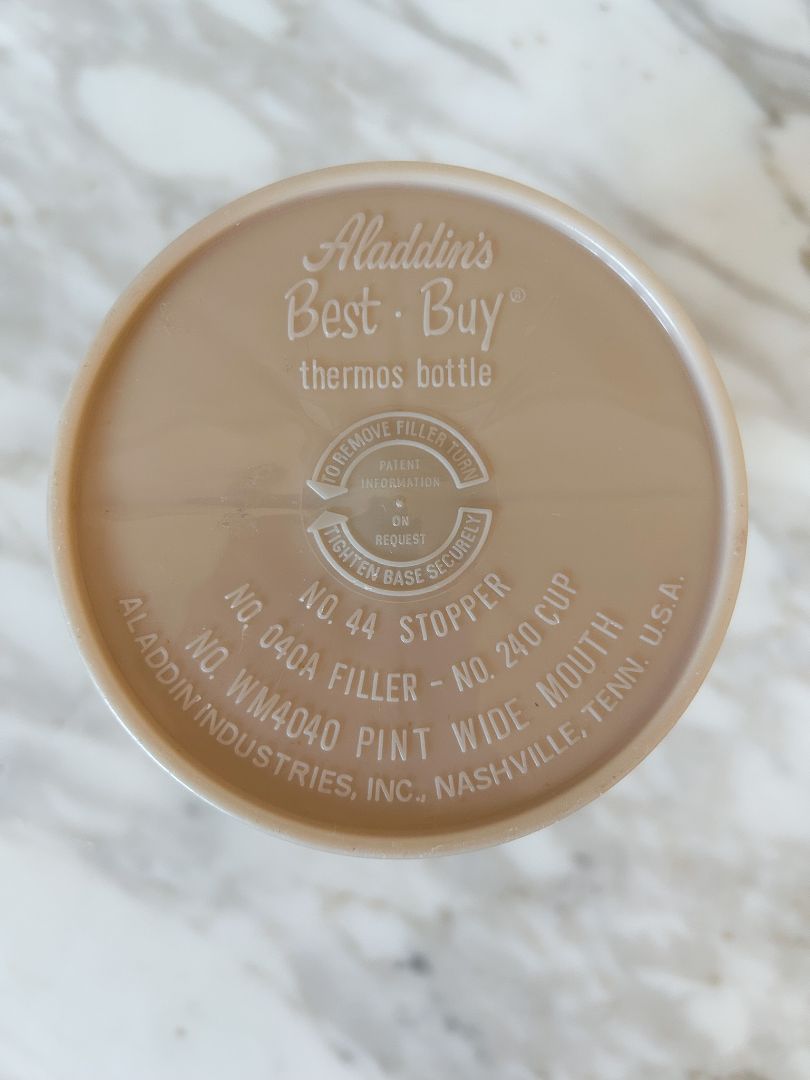 Aladdin's
Best · Buy®
thermos bottle
TO REMOVE FILLER TURN
PATENT
INFORMATION
ON
REQUEST
TIGHTEN BASE SECURELY
NO. 44 STOPPER
NO. 040A FILLER - NO. 240 CUP
NO. WM4040 PINT WIDE MOUTH
ALADDIN INDUSTRIES, INC., NASHVILLE, TENN. U.S.A.